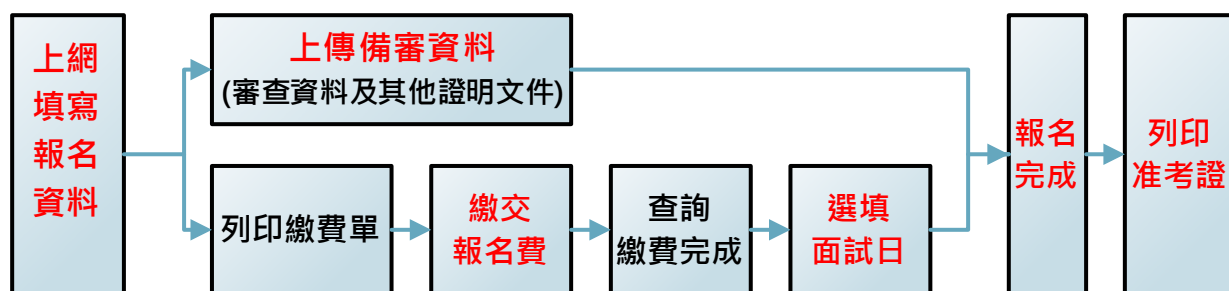 上網
填寫
報名
資料
上傳備審資料
(審查資料及其他證明文件)
列印繳費單
繳交
報名費
查詢
繳費完成
選填
面試日
報名
完成
列印
准考證